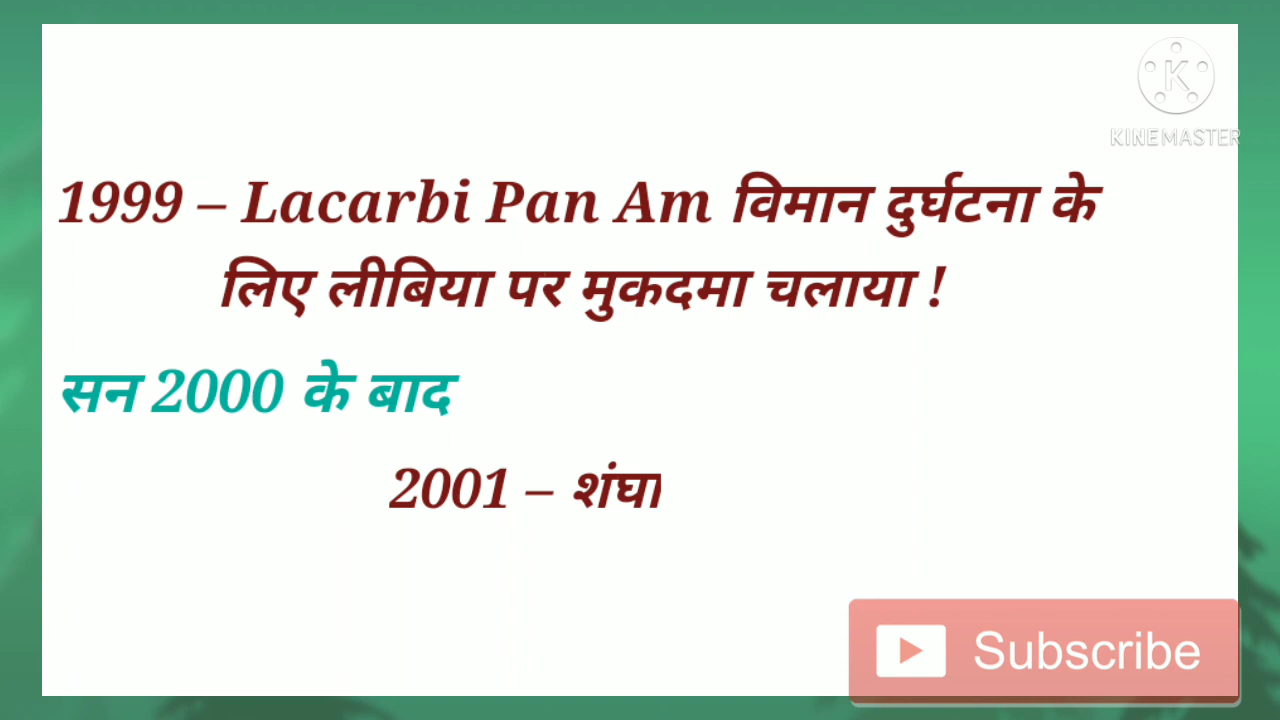 K
KINEMASTER
1999 – Lacarbi Pan Am विमान दुर्घटना के
लिए लीबिया पर मुकदमा चलाया !
सन 2000 के बाद
2001 – शंघा
Subscribe